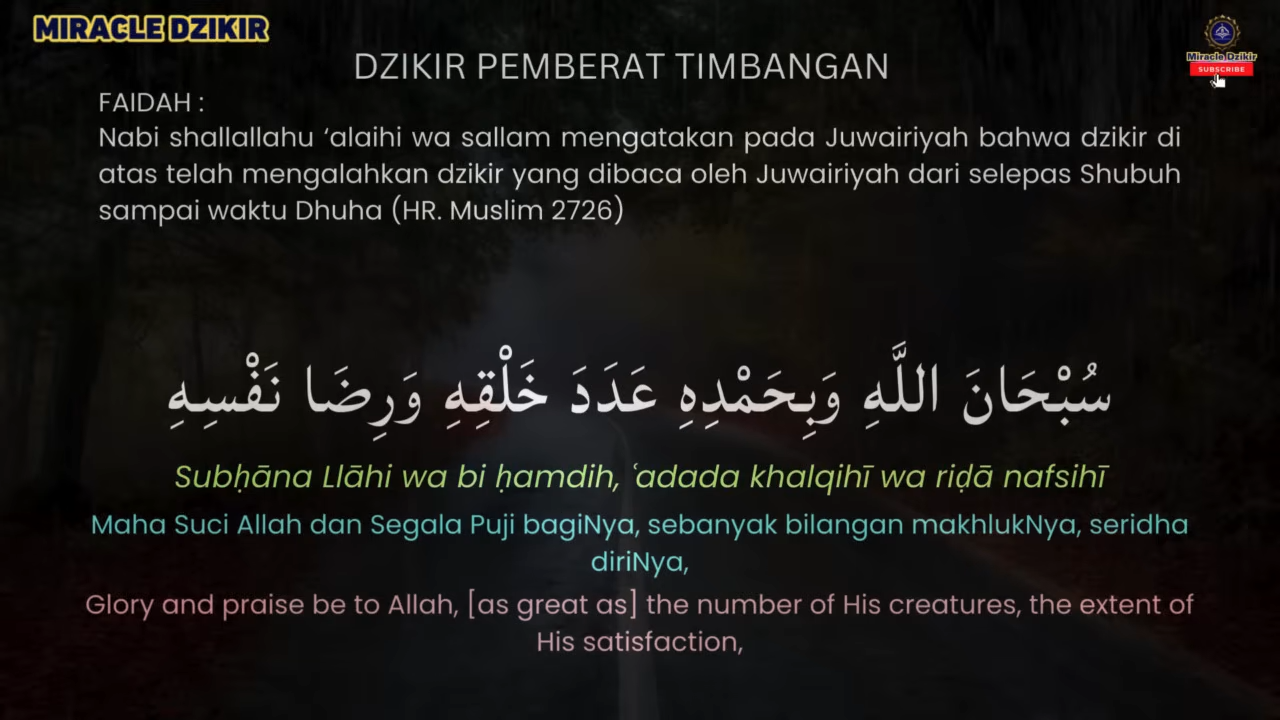 MIRACLE DZIKIR
Miracle Dzikir
SUBSCRIBE
DZIKIR PEMBERAT TIMBANGAN
FAIDAH :
Nabi shallallahu ‘alaihi wa sallam mengatakan pada Juwairiyah bahwa dzikir di
atas telah mengalahkan dzikir yang dibaca oleh Juwairiyah dari selepas Shubuh
sampai waktu Dhuha (HR. Muslim 2726)
سُبْحَانَ اللَّهِ وَبِحَمْدِهِ عَدَدَ خَلْقِهِ وَرِضَا نَفْسِهِ
Subḥāna Llāhi wa bi ḥamdih, ʿadada khalqihī wa riḍā nafsihī
Maha Suci Allah dan Segala Puji bagiNya, sebanyak bilangan makhlukNya, seridha
diriNya,
Glory and praise be to Allah, [as great as] the number of His creatures, the extent of
His satisfaction,